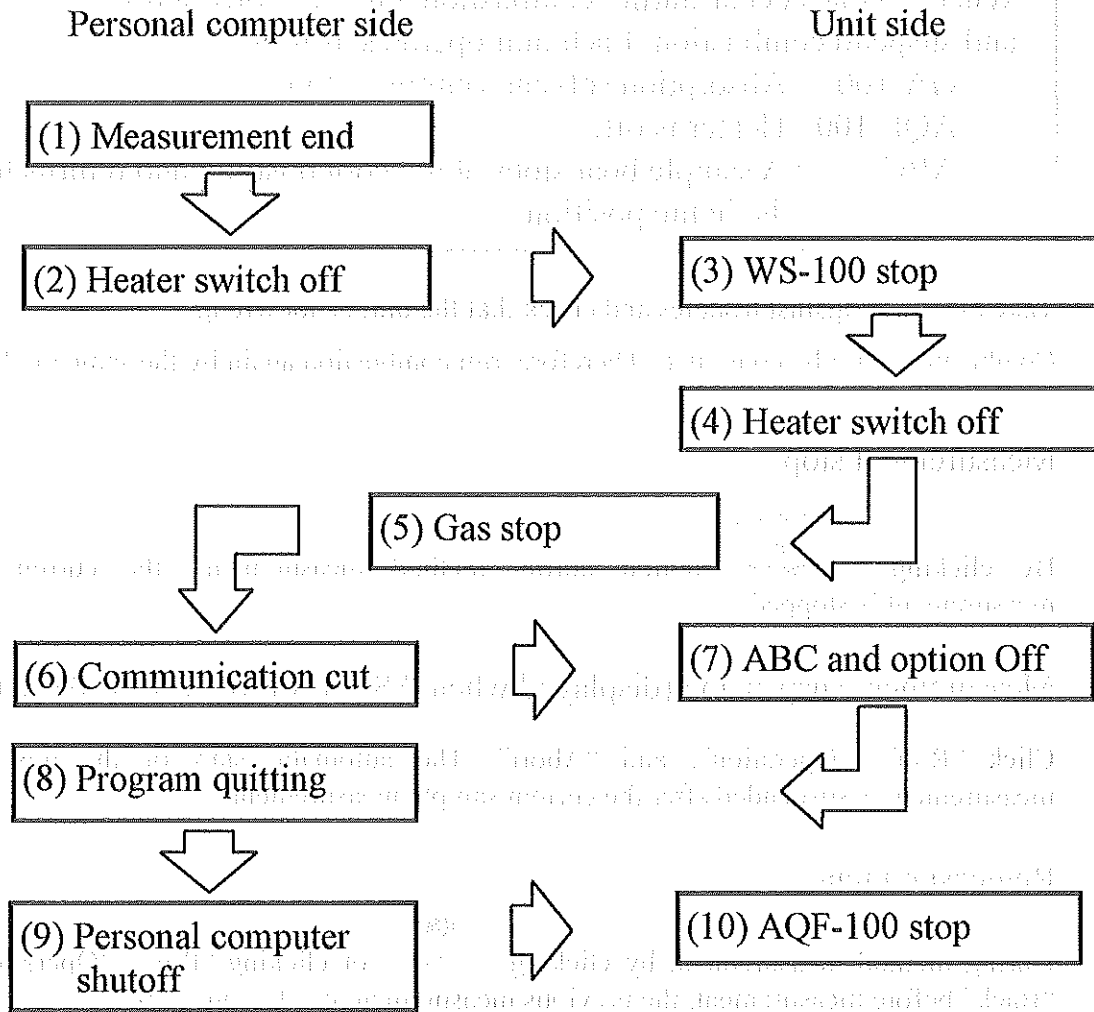 Personal computer side
Unit side
(1) Measurement end
(2) Heater switch off
(3) WS-100 stop
(4) Heater switch off
(5) Gas stop
(6) Communication cut
(7) ABC and option Off
(8) Program quitting
(9) Personal computer
shutoff
(10) AQF-100 stop